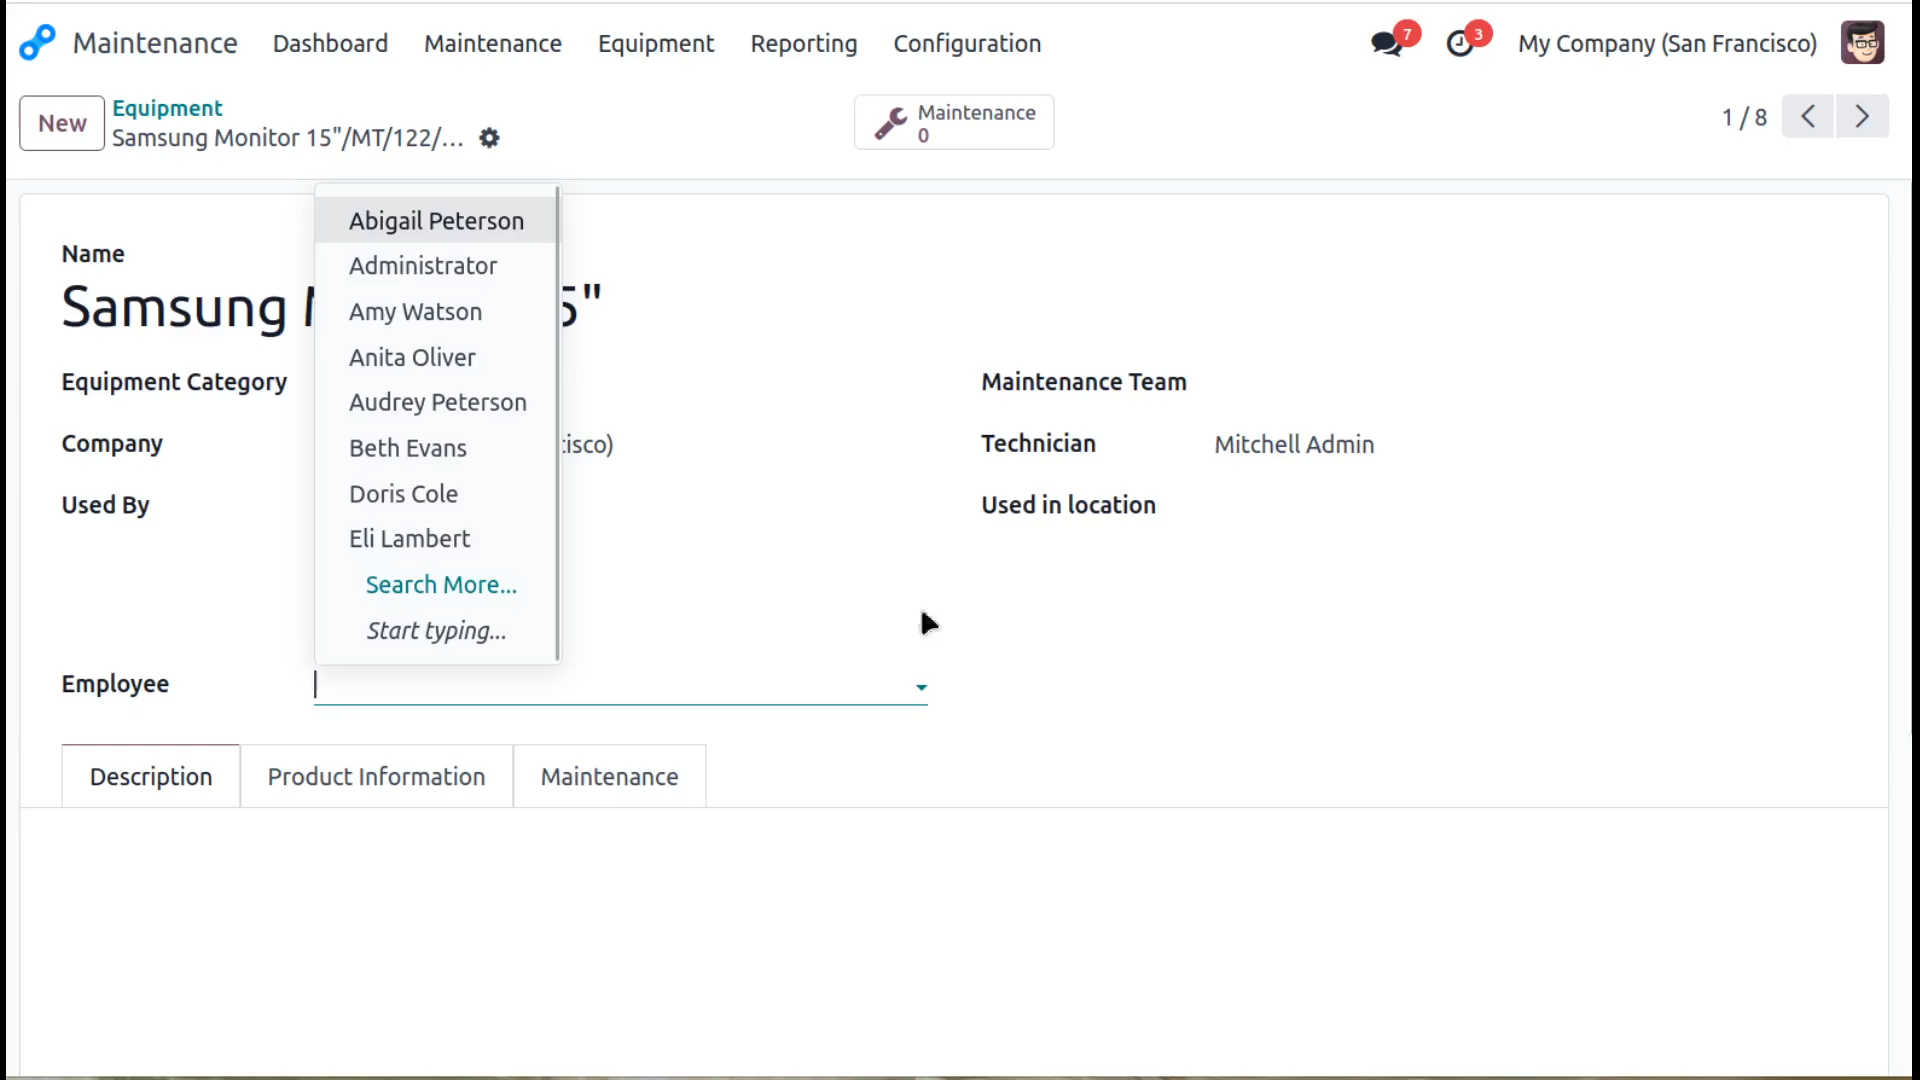 Maintenance Dashboard Maintenance Equipment Reporting Configuration 7 3 My Company (San Francisco)
New
Equipment
Samsung Monitor 15"/MT/122/...
Maintenance
0
1 / 8
Abigail Peterson
Administrator
Amy Watson
Anita Oliver
Audrey Peterson
Beth Evans
Doris Cole
Eli Lambert
Search More...
Start typing...
Name
Samsung 5"
Equipment Category
Company cisco)
Used By
Maintenance Team
Technician Mitchell Admin
Used in location
Employee
Description Product Information Maintenance